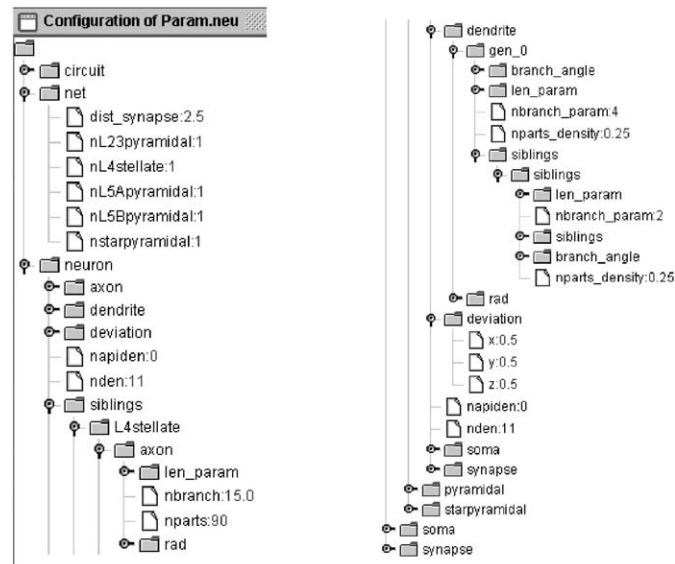 Configuration of Param.neu
circuit
net
dist_synapse:2.5
nL23pyramidal:1
nL4stellate:1
nL5Apyramidal:1
nL5Bpyramidal:1
nstarpyramidal:1
neuron
axon
dendrite
deviation
napiden:0
nden:11
siblings
L4stellate
axon
len_param
nbranch:15.0
nparts:90
rad
dendrite
gen_0
branch_angle
len_param
nbranch_param:4
nparts_density:0.25
siblings
siblings
len_param
nbranch_param:2
siblings
branch_angle
nparts_density:0.25
rad
deviation
x:0.5
y:0.5
z:0.5
napiden:0
nden:11
soma
synapse
pyramidal
starpyramidal
soma
synapse